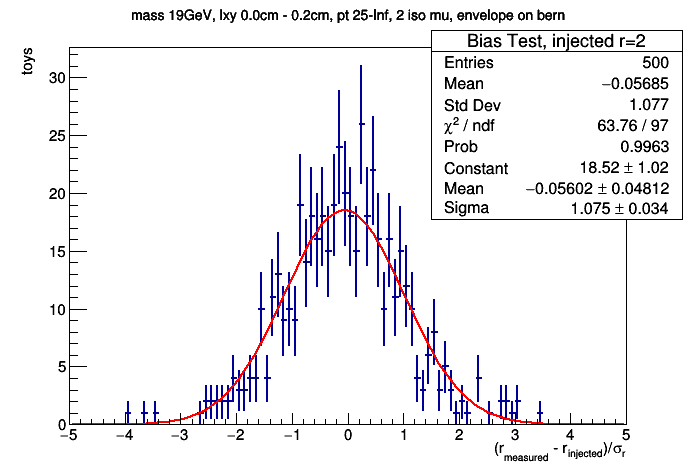 mass 19GeV, lxy 0.0cm - 0.2cm, pt 25-Inf, 2 iso mu, envelope on bern
toys
Bias Test, injected r=2
Entries 500
Mean −0.05685
Std Dev 1.077
χ² / ndf 63.76 / 97
Prob 0.9963
Constant 18.52 ± 1.02
Mean −0.05602 ± 0.04812
Sigma 1.075 ± 0.034
30
25
20
15
10
5
0
−5 −4 −3 −2 −1 0 1 2 3 4 5
(r_measured - r_injected)/σ_r